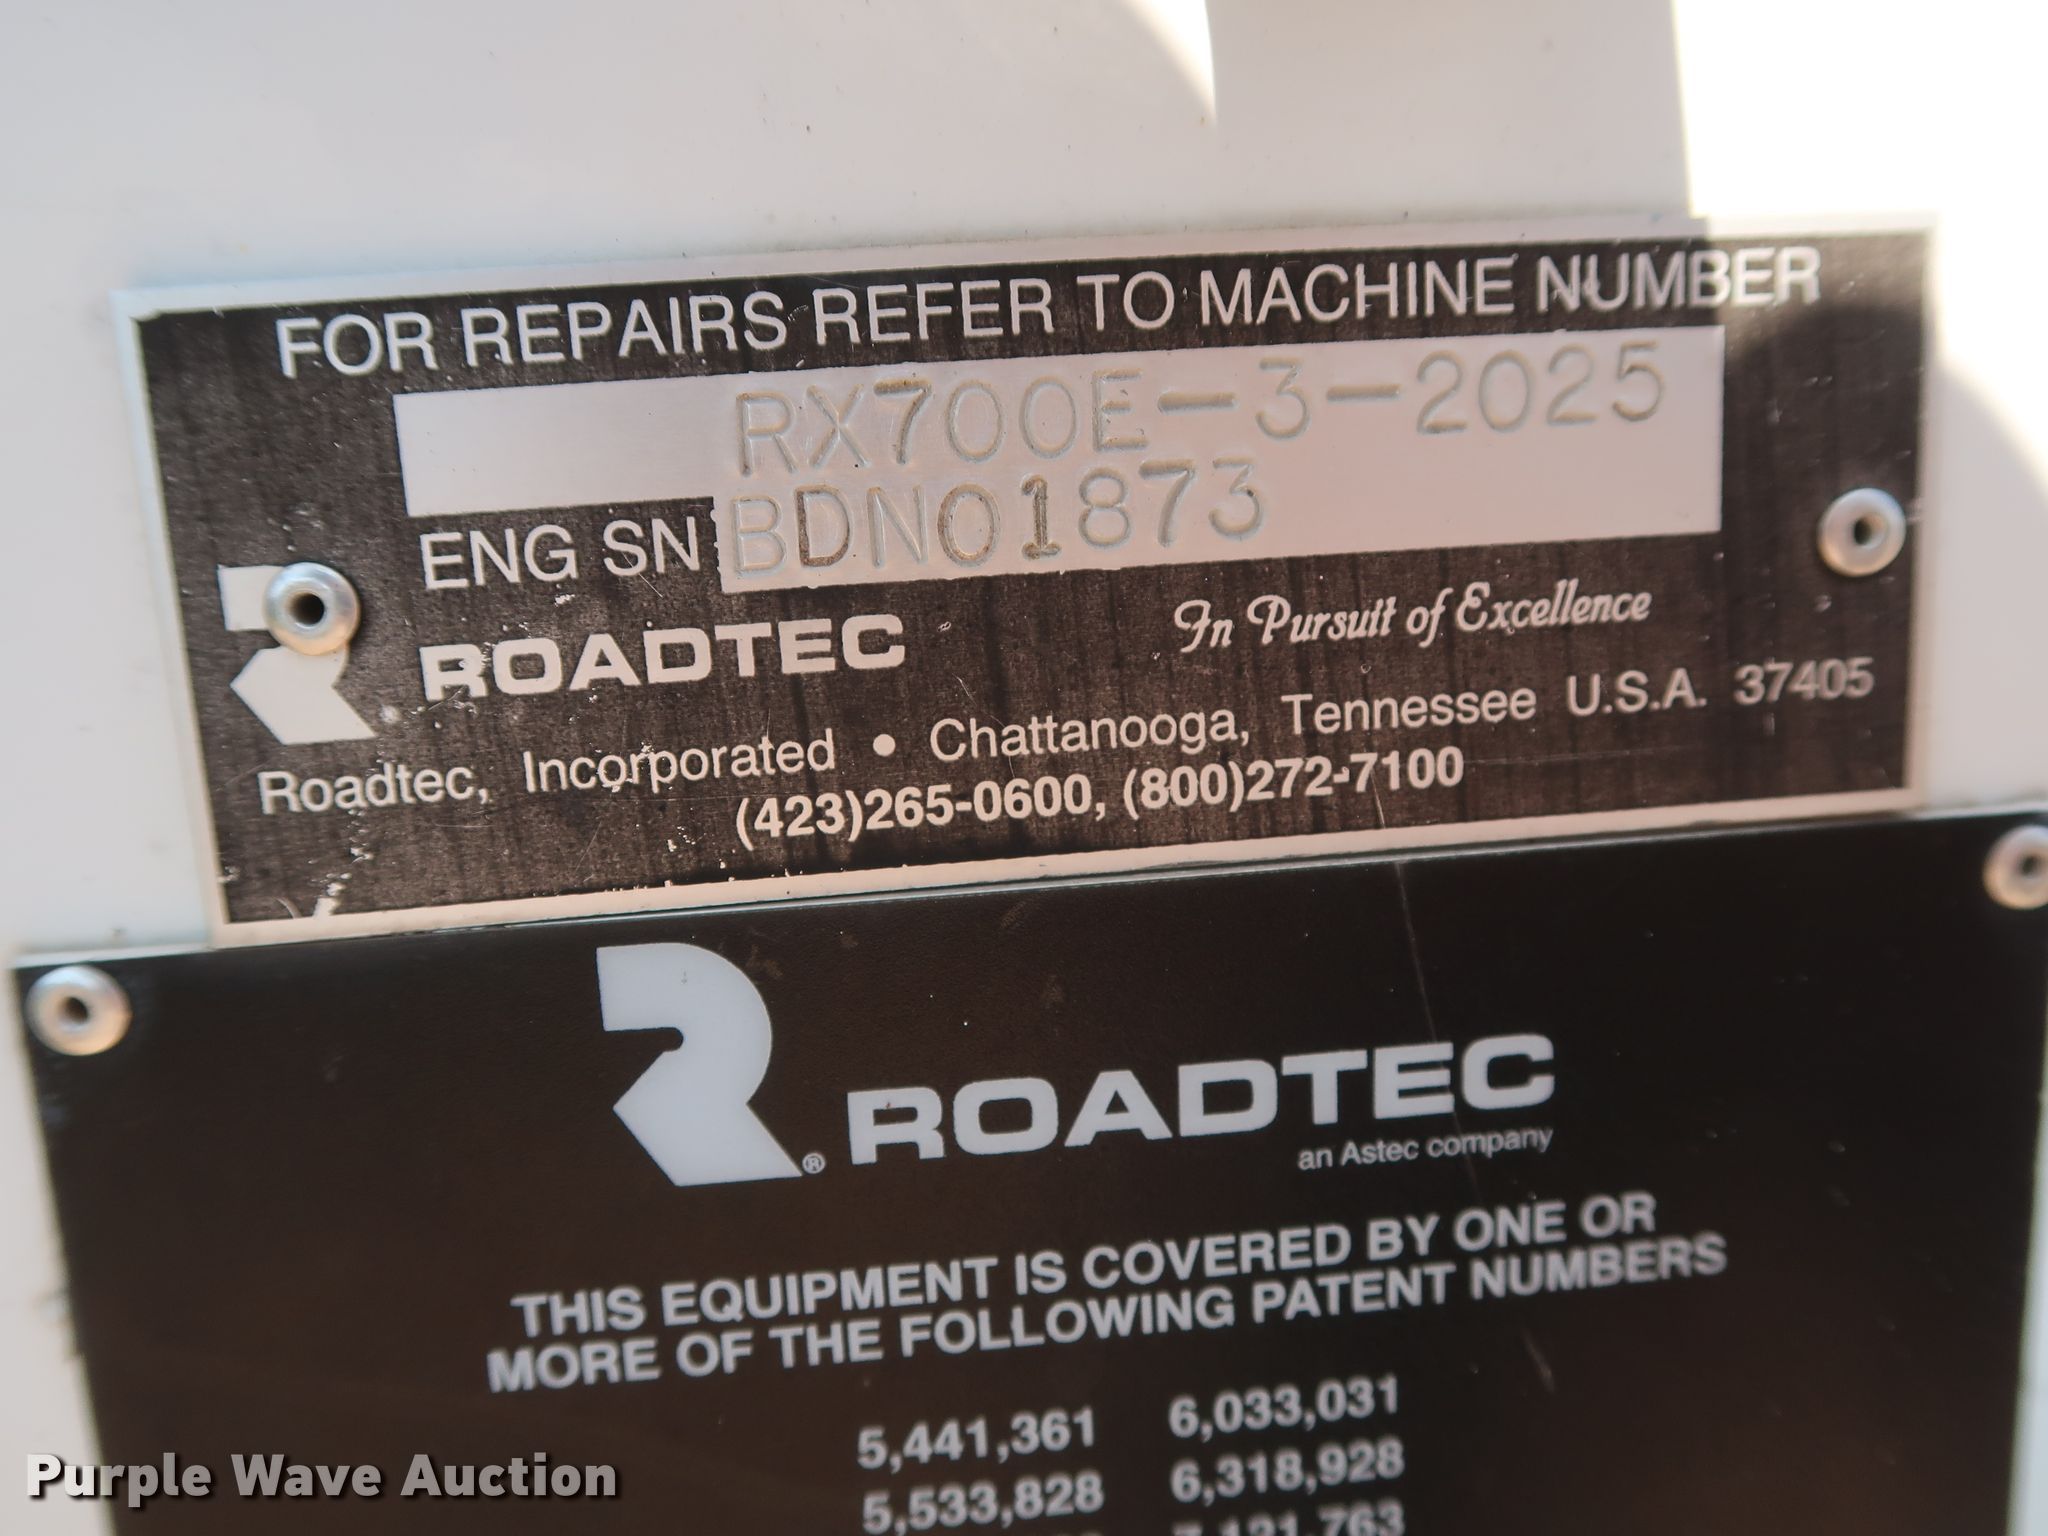 FOR REPAIRS REFER TO MACHINE NUMBER
RX700E-3-2025
ENG SN BDN01873
ROADTEC
In Pursuit of Excellence
Roadtec, Incorporated • Chattanooga, Tennessee U.S.A. 37405
(423)265-0600, (800)272-7100
R® ROADTEC
an Astec company
THIS EQUIPMENT IS COVERED BY ONE OR
MORE OF THE FOLLOWING PATENT NUMBERS
5,441,361 6,033,031
5,533,828 6,318,928
7,121,763
Purple Wave Auction